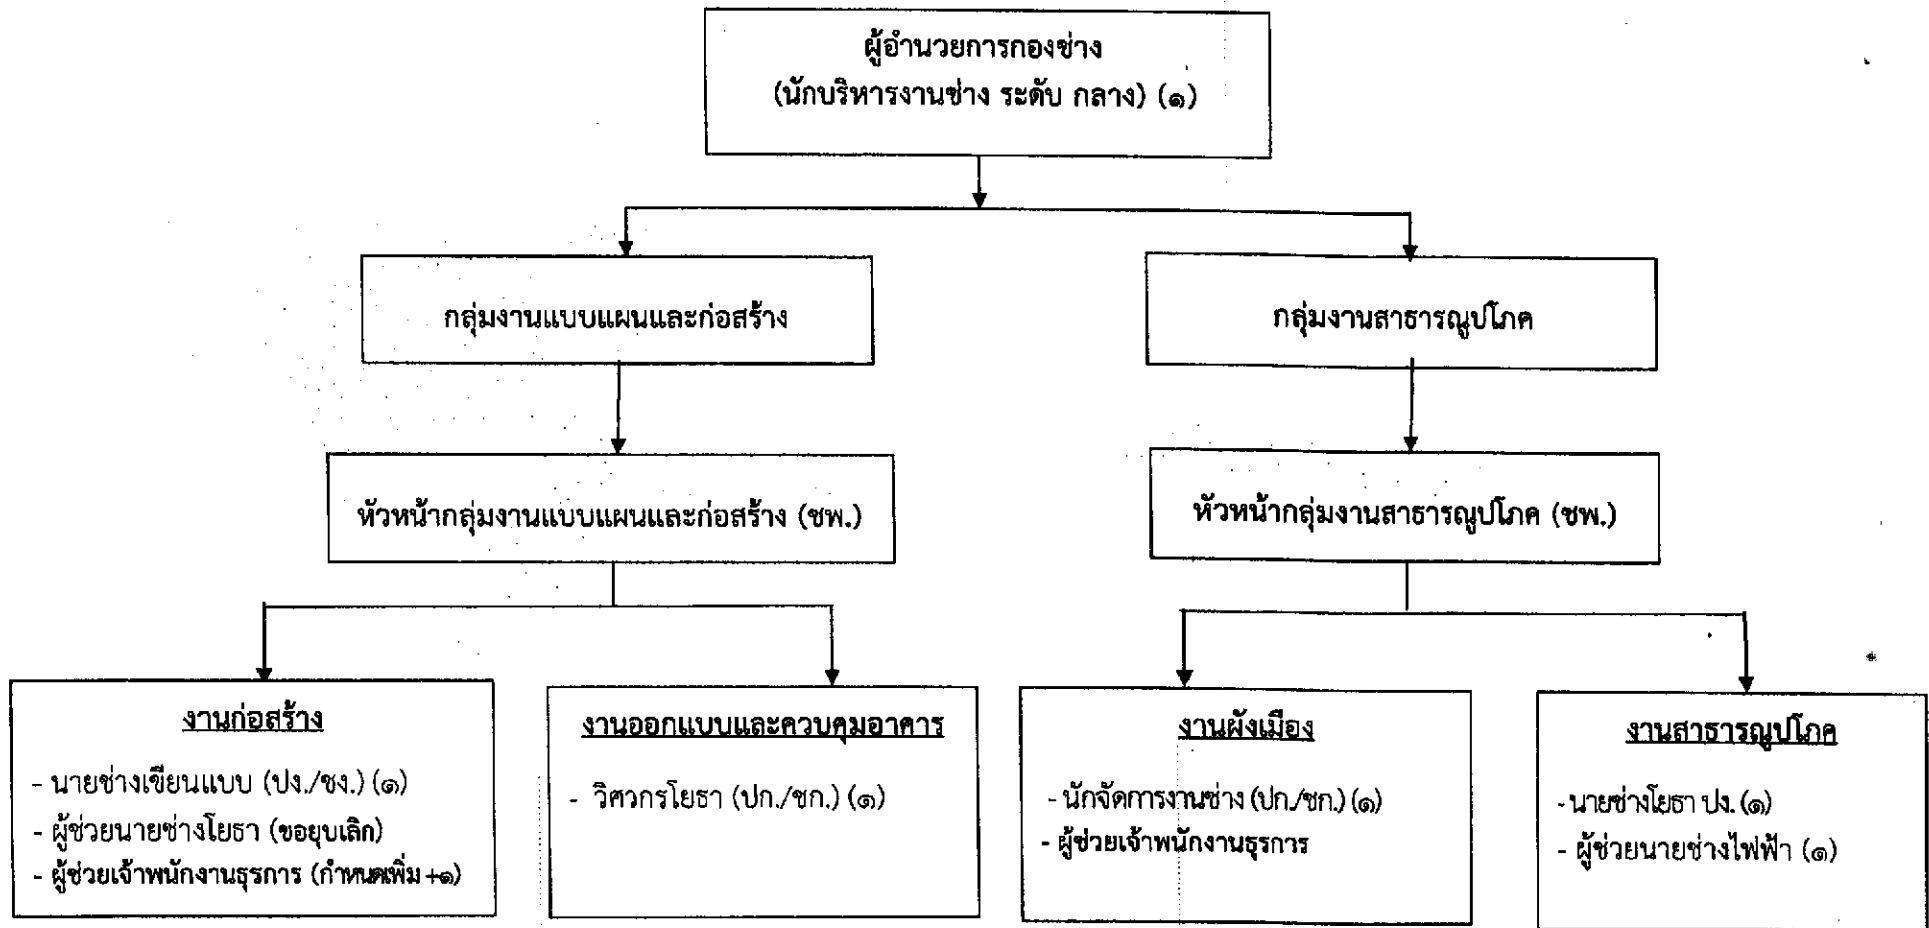 ผู้อำนวยการกองช่าง
(นักบริหารงานช่าง ระดับ กลาง) (๑)
กลุ่มงานแบบแผนและก่อสร้าง
กลุ่มงานสาธารณูปโภค
หัวหน้ากลุ่มงานแบบแผนและก่อสร้าง (ชพ.)
หัวหน้ากลุ่มงานสาธารณูปโภค (ชพ.)
งานก่อสร้าง
- นายช่างเขียนแบบ (ปง./ชง.) (๑)
- ผู้ช่วยนายช่างโยธา (ขอยุบเลิก)
- ผู้ช่วยเจ้าพนักงานธุรการ (กำหนดเพิ่ม +๑)
งานออกแบบและควบคุมอาคาร
- วิศวกรโยธา (ปก./ชก.) (๑)
งานผังเมือง
- นักจัดการงานช่าง (ปก./ชก.) (๑)
- ผู้ช่วยเจ้าพนักงานธุรการ
งานสาธารณูปโภค
- นายช่างโยธา ปง. (๑)
- ผู้ช่วยนายช่างไฟฟ้า (๑)